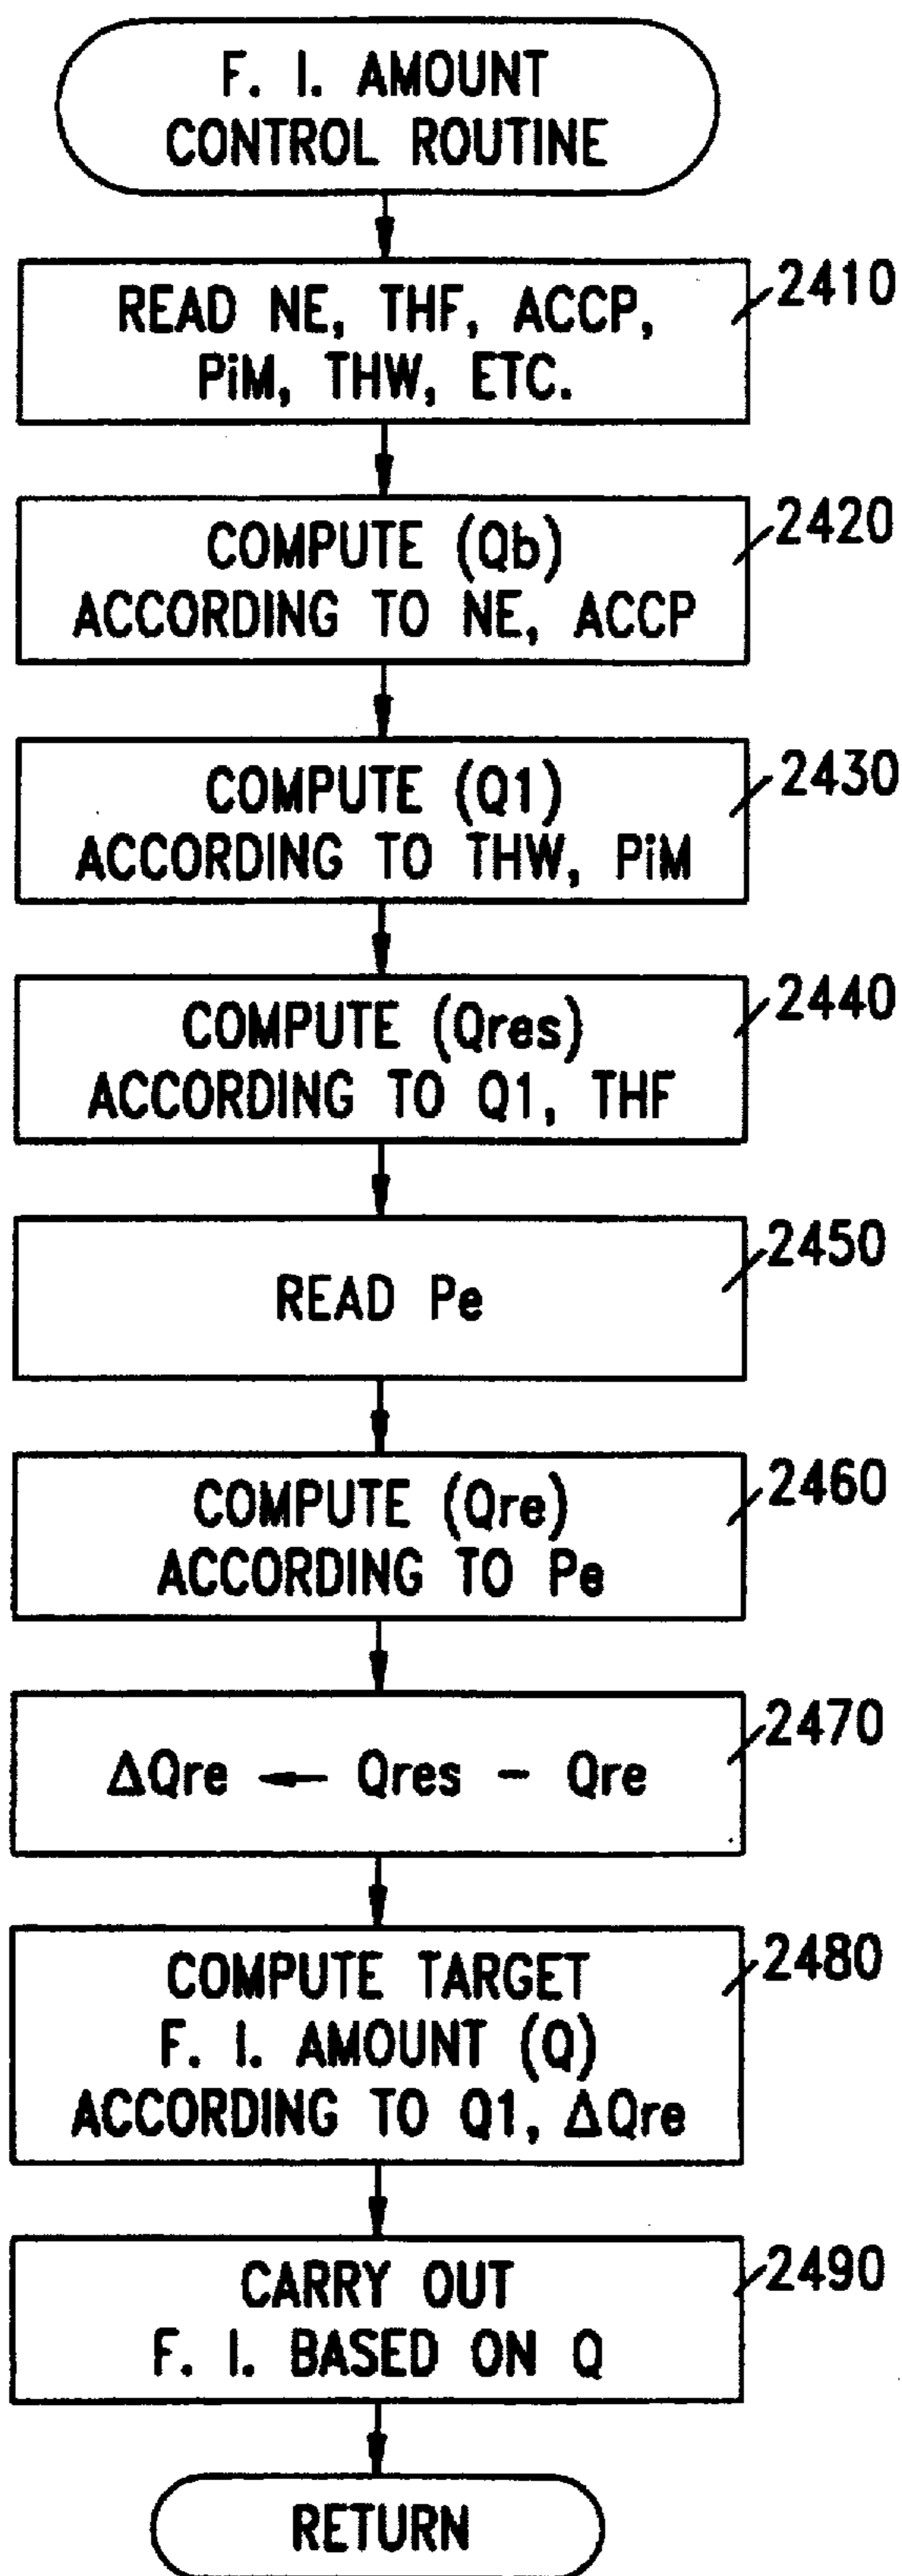 F. I. AMOUNT
CONTROL ROUTINE
READ NE, THF, ACCP,
PiM, THW, ETC.
2410
COMPUTE (Qb)
ACCORDING TO NE, ACCP
2420
COMPUTE (Q1)
ACCORDING TO THW, PiM
2430
COMPUTE (Qres)
ACCORDING TO Q1, THF
2440
READ Pe
2450
COMPUTE (Qre)
ACCORDING TO Pe
2460
ΔQre ← Qres - Qre
2470
COMPUTE TARGET
F. I. AMOUNT (Q)
ACCORDING TO Q1, ΔQre
2480
CARRY OUT
F. I. BASED ON Q
2490
RETURN